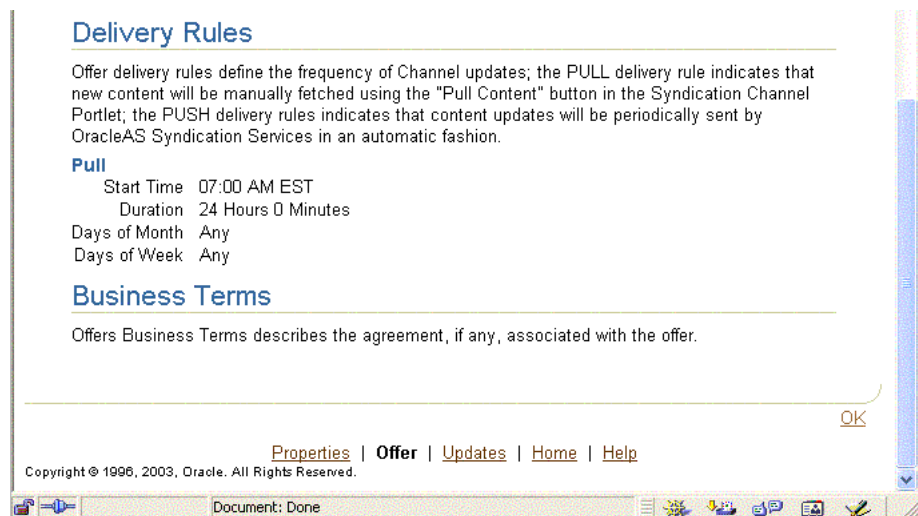 Delivery Rules
Offer delivery rules define the frequency of Channel updates; the PULL delivery rule indicates that
new content will be manually fetched using the "Pull Content" button in the Syndication Channel
Portlet; the PUSH delivery rules indicates that content updates will be periodically sent by
OracleAS Syndication Services in an automatic fashion.
Pull
Start Time 07:00 AM EST
Duration 24 Hours 0 Minutes
Days of Month Any
Days of Week Any
Business Terms
Offers Business Terms describes the agreement, if any, associated with the offer.
OK
Properties | Offer | Updates | Home | Help
Copyright © 1996, 2003, Oracle. All Rights Reserved.
Document: Done